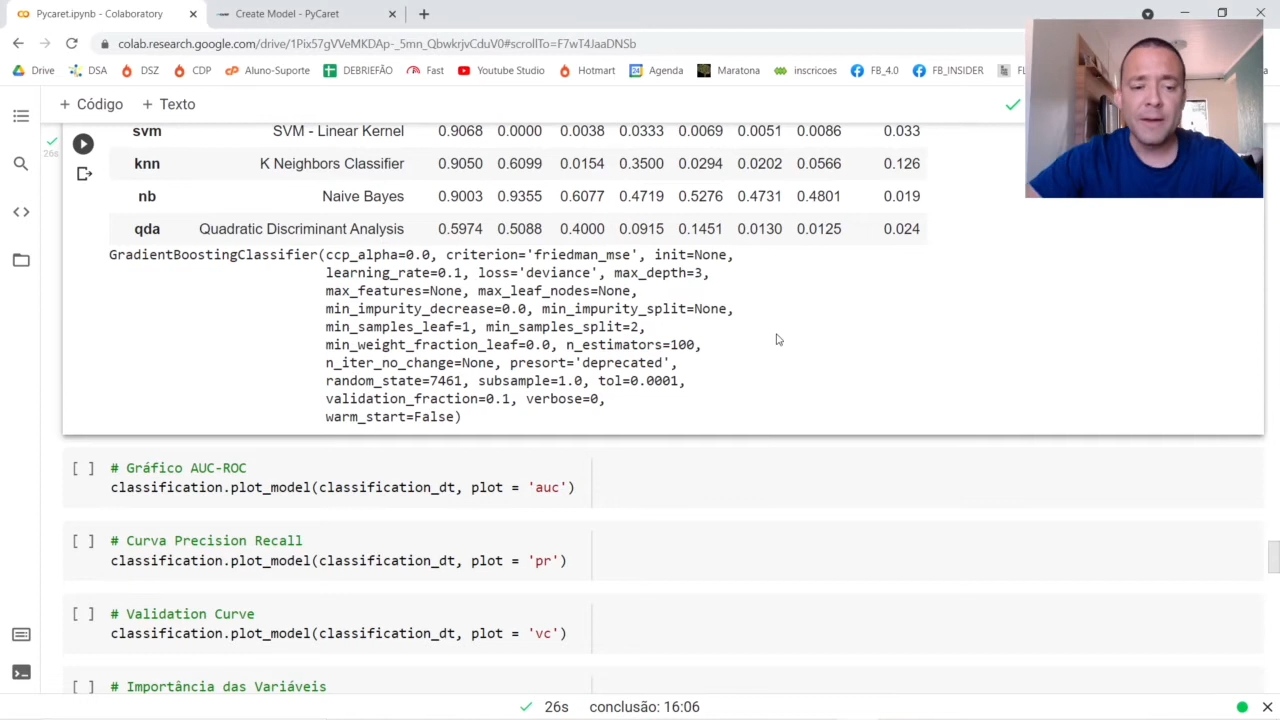 Pycaret.ipynb - Colaboratory
Create Model - PyCaret
colab.research.google.com/drive/1Pix57gVVeMKDAp-_5mn_QbwkrjvCduV0#scrollTo=F7wT4JaaDNSb
Drive DSA DSZ CDP Aluno-Suporte DEBRIEFÃO Fast Youtube Studio Hotmart Agenda Maratona inscricoes FB_4.0 FB_INSIDER
+ Código + Texto
svm SVM - Linear Kernel 0.9068 0.0000 0.0038 0.0333 0.0069 0.0051 0.0086 0.033
26s
knn K Neighbors Classifier 0.9050 0.6099 0.0154 0.3500 0.0294 0.0202 0.0566 0.126
nb Naive Bayes 0.9003 0.9355 0.6077 0.4719 0.5276 0.4731 0.4801 0.019
qda Quadratic Discriminant Analysis 0.5974 0.5088 0.4000 0.0915 0.1451 0.0130 0.0125 0.024
GradientBoostingClassifier(ccp_alpha=0.0, criterion='friedman_mse', init=None,
learning_rate=0.1, loss='deviance', max_depth=3,
max_features=None, max_leaf_nodes=None,
min_impurity_decrease=0.0, min_impurity_split=None,
min_samples_leaf=1, min_samples_split=2,
min_weight_fraction_leaf=0.0, n_estimators=100,
n_iter_no_change=None, presort='deprecated',
random_state=7461, subsample=1.0, tol=0.0001,
validation_fraction=0.1, verbose=0,
warm_start=False)
[ ] # Gráfico AUC-ROC
classification.plot_model(classification_dt, plot = 'auc')
[ ] # Curva Precision Recall
classification.plot_model(classification_dt, plot = 'pr')
[ ] # Validation Curve
classification.plot_model(classification_dt, plot = 'vc')
[ ] # Importância das Variáveis
26s conclusão: 16:06